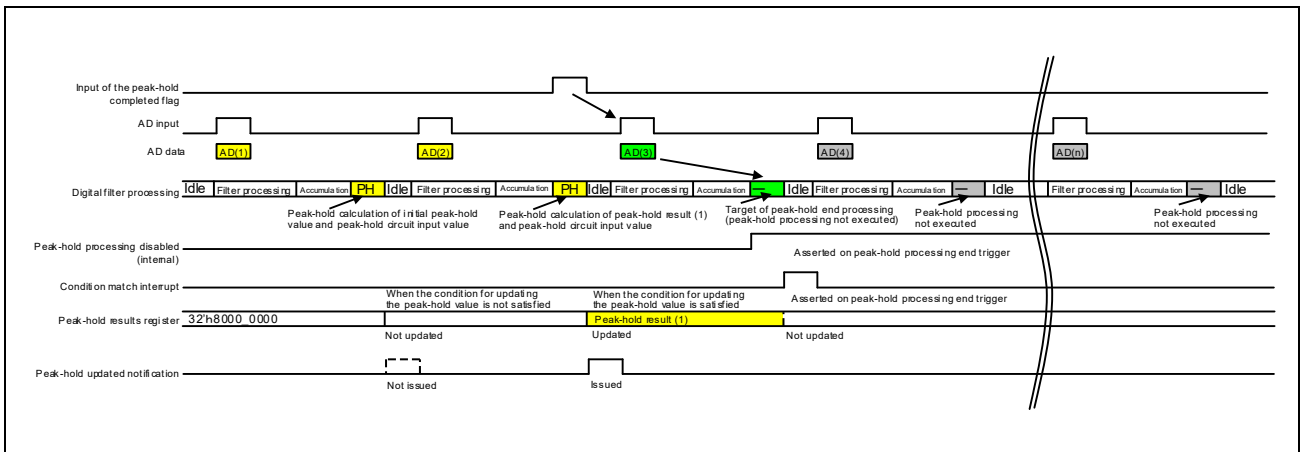 Input of the peak-hold
completed flag
AD input
AD data
AD(1)
AD(2)
AD(3)
AD(4)
AD(n)
Digital filter processing
Idle Filter processing Accumulation PH Idle Filter processing Accumulation PH Idle Filter processing Accumulation — Idle Filter processing Accumulation — Idle Filter processing Accumulation — Idle
Peak-hold calculation of initial peak-hold
value and peak-hold circuit input value
Peak-hold calculation of peak-hold result (1)
and peak-hold circuit input value
Target of peak-hold end processing
(peak-hold processing not executed)
Peak-hold processing
not executed
Peak-hold processing
not executed
Peak-hold processing disabled
(internal)
Asserted on peak-hold processing end trigger
Condition match interrupt
When the condition for updating
the peak-hold value is not satisfied
When the condition for updating
the peak-hold value is satisfied
Asserted on peak-hold processing end trigger
Peak-hold results register
32'h8000_0000
Peak-hold result (1)
Not updated
Updated
Not updated
Peak-hold updated notification
Not issued
Issued